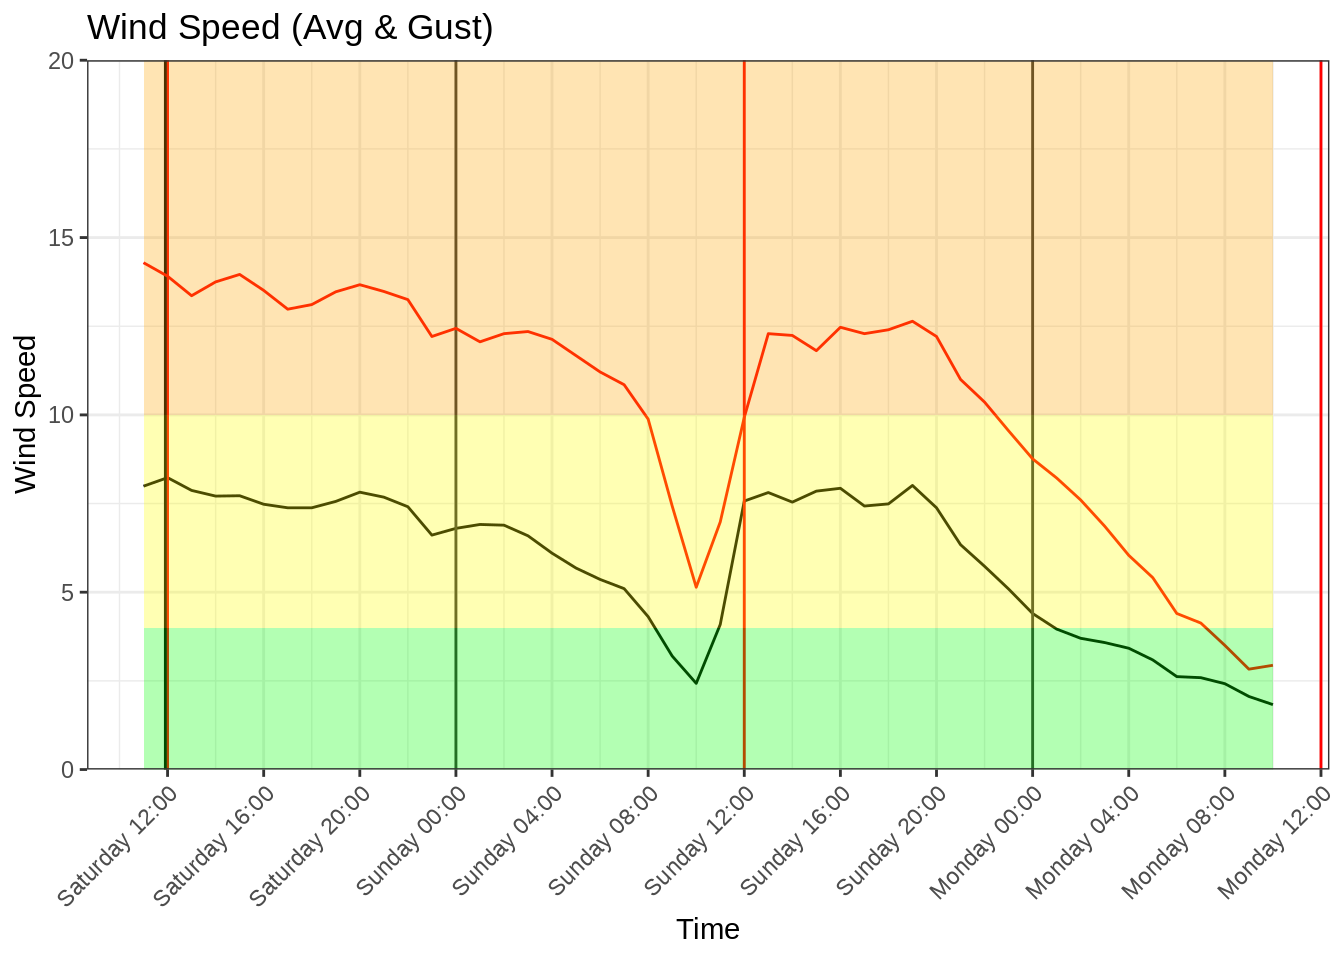 Wind Speed (Avg & Gust)
20
15
10
5
0
Wind Speed
Saturday 12:00
Saturday 16:00
Saturday 20:00
Sunday 00:00
Sunday 04:00
Sunday 08:00
Sunday 12:00
Sunday 16:00
Sunday 20:00
Monday 00:00
Monday 04:00
Monday 08:00
Monday 12:00
Time